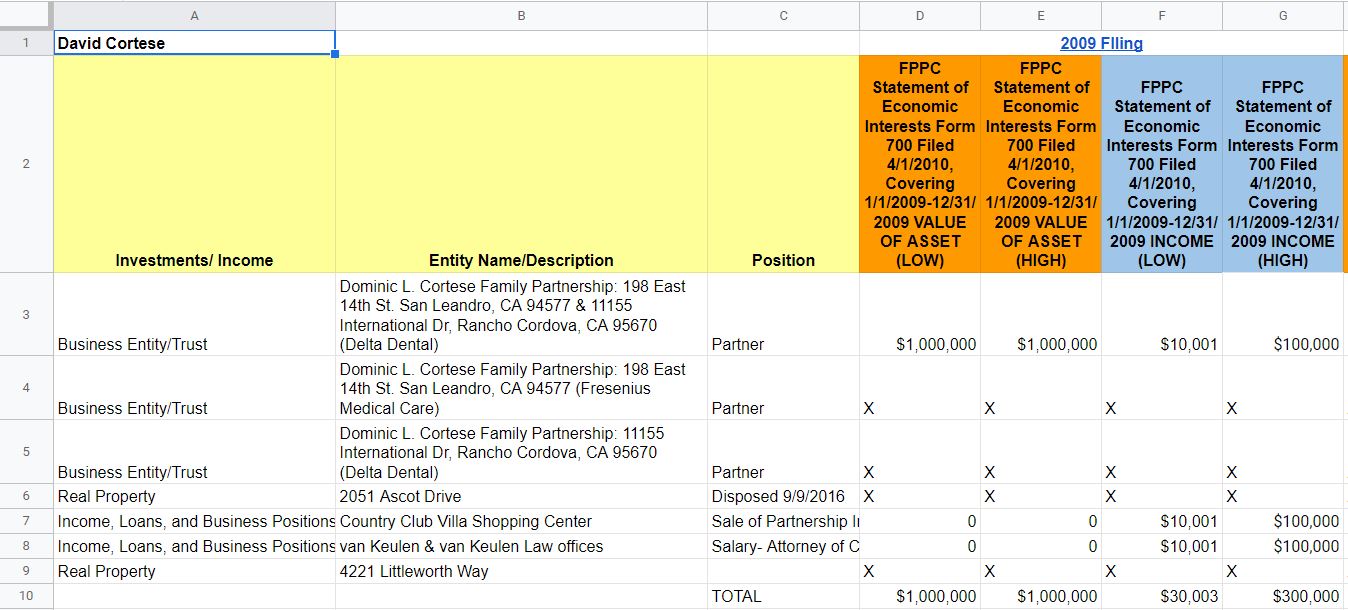 A B C D E F G
1 David Cortese 2009 FIling
2 Investments/ Income Entity Name/Description Position
FPPC
Statement of
Economic
Interests Form
700 Filed
4/1/2010,
Covering
1/1/2009-12/31/
2009 VALUE
OF ASSET
(LOW)
FPPC
Statement of
Economic
Interests Form
700 Filed
4/1/2010,
Covering
1/1/2009-12/31/
2009 VALUE
OF ASSET
(HIGH)
FPPC
Statement of
Economic
Interests Form
700 Filed
4/1/2010,
Covering
1/1/2009-12/31/
2009 INCOME
(LOW)
FPPC
Statement of
Economic
Interests Form
700 Filed
4/1/2010,
Covering
1/1/2009-12/31/
2009 INCOME
(HIGH)
Dominic L. Cortese Family Partnership: 198 East
14th St. San Leandro, CA 94577 & 11155
3 International Dr, Rancho Cordova, CA 95670
Business Entity/Trust (Delta Dental) Partner $1,000,000 $1,000,000 $10,001 $100,000
Dominic L. Cortese Family Partnership: 198 East
4 14th St. San Leandro, CA 94577 (Fresenius
Business Entity/Trust Medical Care) Partner X X X X
Dominic L. Cortese Family Partnership: 11155
5 International Dr, Rancho Cordova, CA 95670
Business Entity/Trust (Delta Dental) Partner X X X X
6 Real Property 2051 Ascot Drive Disposed 9/9/2016 X X X X
7 Income, Loans, and Business Positions Country Club Villa Shopping Center Sale of Partnership I 0 0 $10,001 $100,000
8 Income, Loans, and Business Positions van Keulen & van Keulen Law offices Salary- Attorney of C 0 0 $10,001 $100,000
9 Real Property 4221 Littleworth Way X X X X
10 TOTAL $1,000,000 $1,000,000 $30,003 $300,000